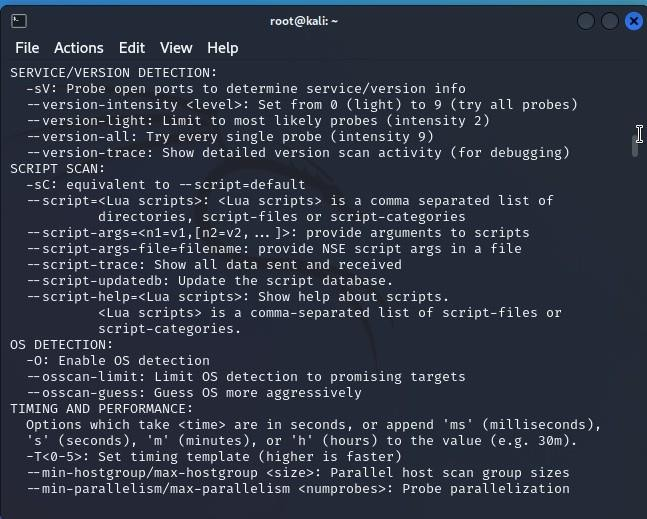 root@kali: ~
File Actions Edit View Help
SERVICE/VERSION DETECTION:
  -sV: Probe open ports to determine service/version info
  --version-intensity <level>: Set from 0 (light) to 9 (try all probes)
  --version-light: Limit to most likely probes (intensity 2)
  --version-all: Try every single probe (intensity 9)
  --version-trace: Show detailed version scan activity (for debugging)
SCRIPT SCAN:
  -sC: equivalent to --script=default
  --script=<Lua scripts>: <Lua scripts> is a comma separated list of
           directories, script-files or script-categories
  --script-args=<n1=v1,[n2=v2,...]>: provide arguments to scripts
  --script-args-file=filename: provide NSE script args in a file
  --script-trace: Show all data sent and received
  --script-updatedb: Update the script database.
  --script-help=<Lua scripts>: Show help about scripts.
           <Lua scripts> is a comma-separated list of script-files or
           script-categories.
OS DETECTION:
  -O: Enable OS detection
  --osscan-limit: Limit OS detection to promising targets
  --osscan-guess: Guess OS more aggressively
TIMING AND PERFORMANCE:
  Options which take <time> are in seconds, or append 'ms' (milliseconds),
  's' (seconds), 'm' (minutes), or 'h' (hours) to the value (e.g. 30m).
  -T<0-5>: Set timing template (higher is faster)
  --min-hostgroup/max-hostgroup <size>: Parallel host scan group sizes
  --min-parallelism/max-parallelism <numprobes>: Probe parallelization